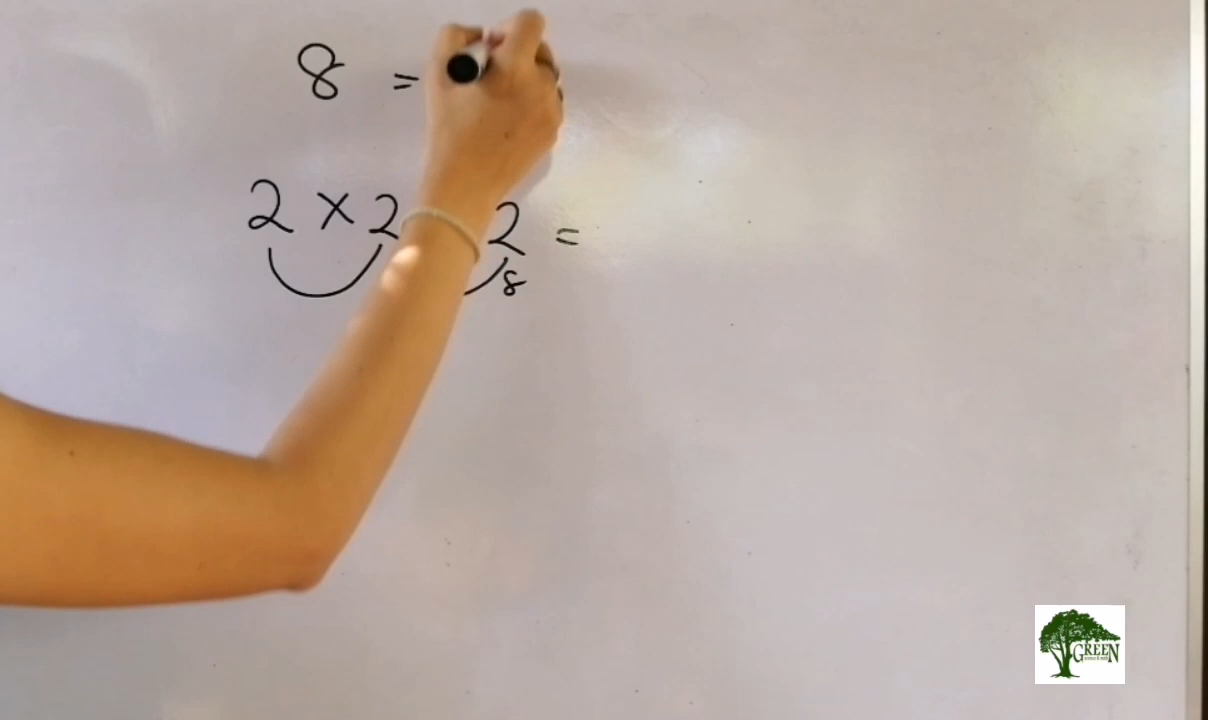 8 =
2 × 2 2 =
8
GREEN